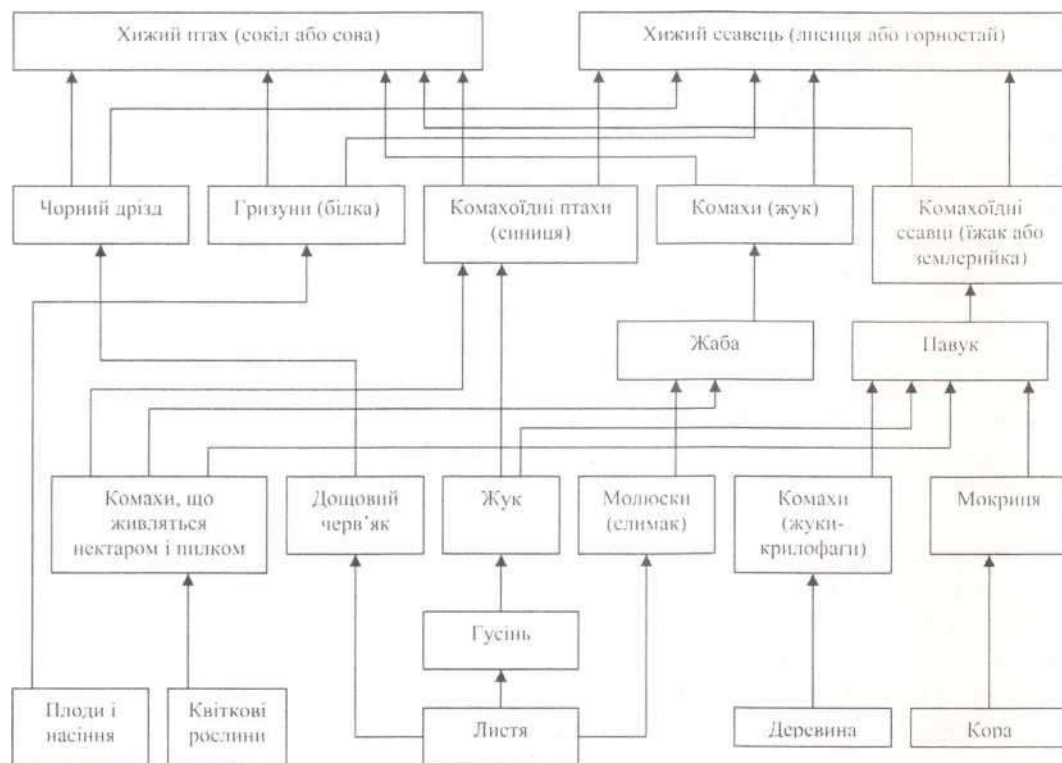 Хижий птах (сокіл або сова)
Хижий ссавець (лисиця або горностай)
Чорний дрізд
Гризуни (білка)
Комахоїдні птахи
(синиця)
Комахи (жук)
Комахоїдні
ссавці (їжак або
землерийка)
Жаба
Павук
Комахи, що
живляться
нектаром і пилком
Дощовий
черв’як
Жук
Молюски
(слимак)
Комахи
(жуки-
крилофаги)
Мокриця
Гусінь
Плоди і
насіння
Квіткові
рослини
Листя
Деревина
Кора